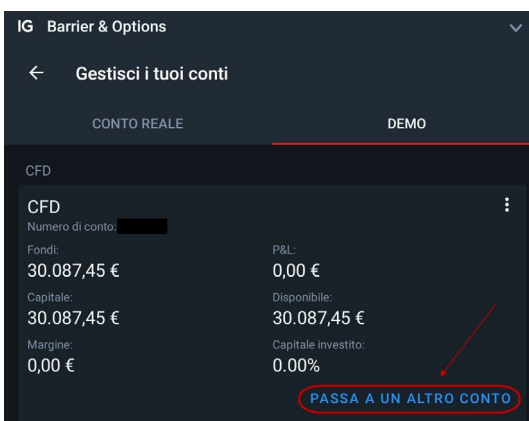 IG Barrier & Options
Gestisci i tuoi conti
CONTO REALE DEMO
CFD
CFD
Numero di conto:
Fondi: P&L:
30.087,45 € 0,00 €
Capitale: Disponibile:
30.087,45 € 30.087,45 €
Margine: Capitale investito:
0,00 € 0.00%
PASSA A UN ALTRO CONTO